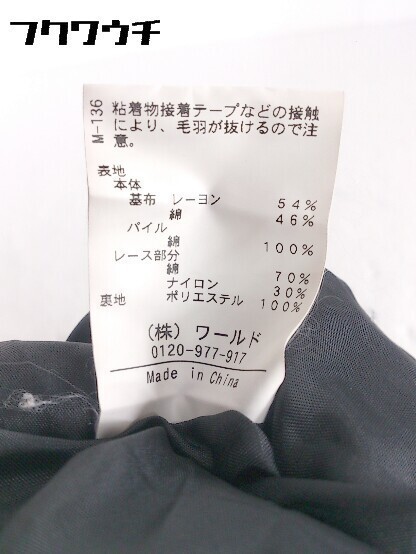 フクワウチ
M-136
粘着物接着テープなどの接触
により、毛羽が抜けるので注
意。
表地
本体
基布 レーヨン 54%
綿 46%
パイル
綿 100%
レース部分
綿 70%
ナイロン 30%
裏地 ポリエステル 100%
(株) ワールド
0120-977-917
Made in China